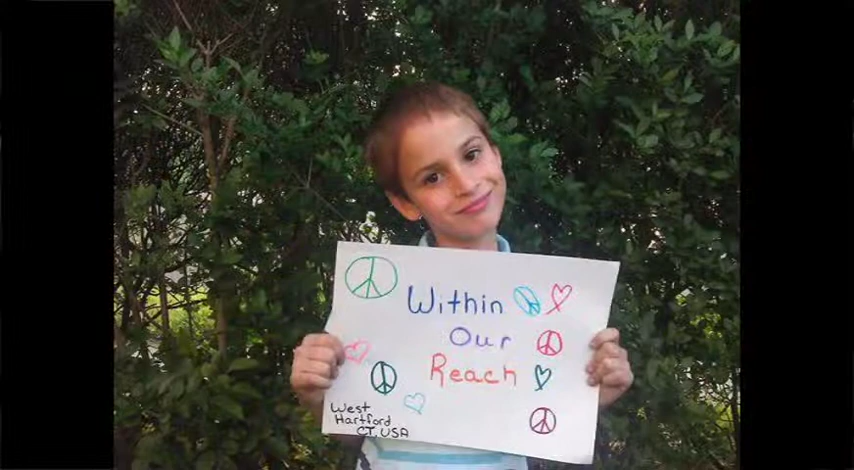 Within
Our
Reach
West
Hartford
CT, USA